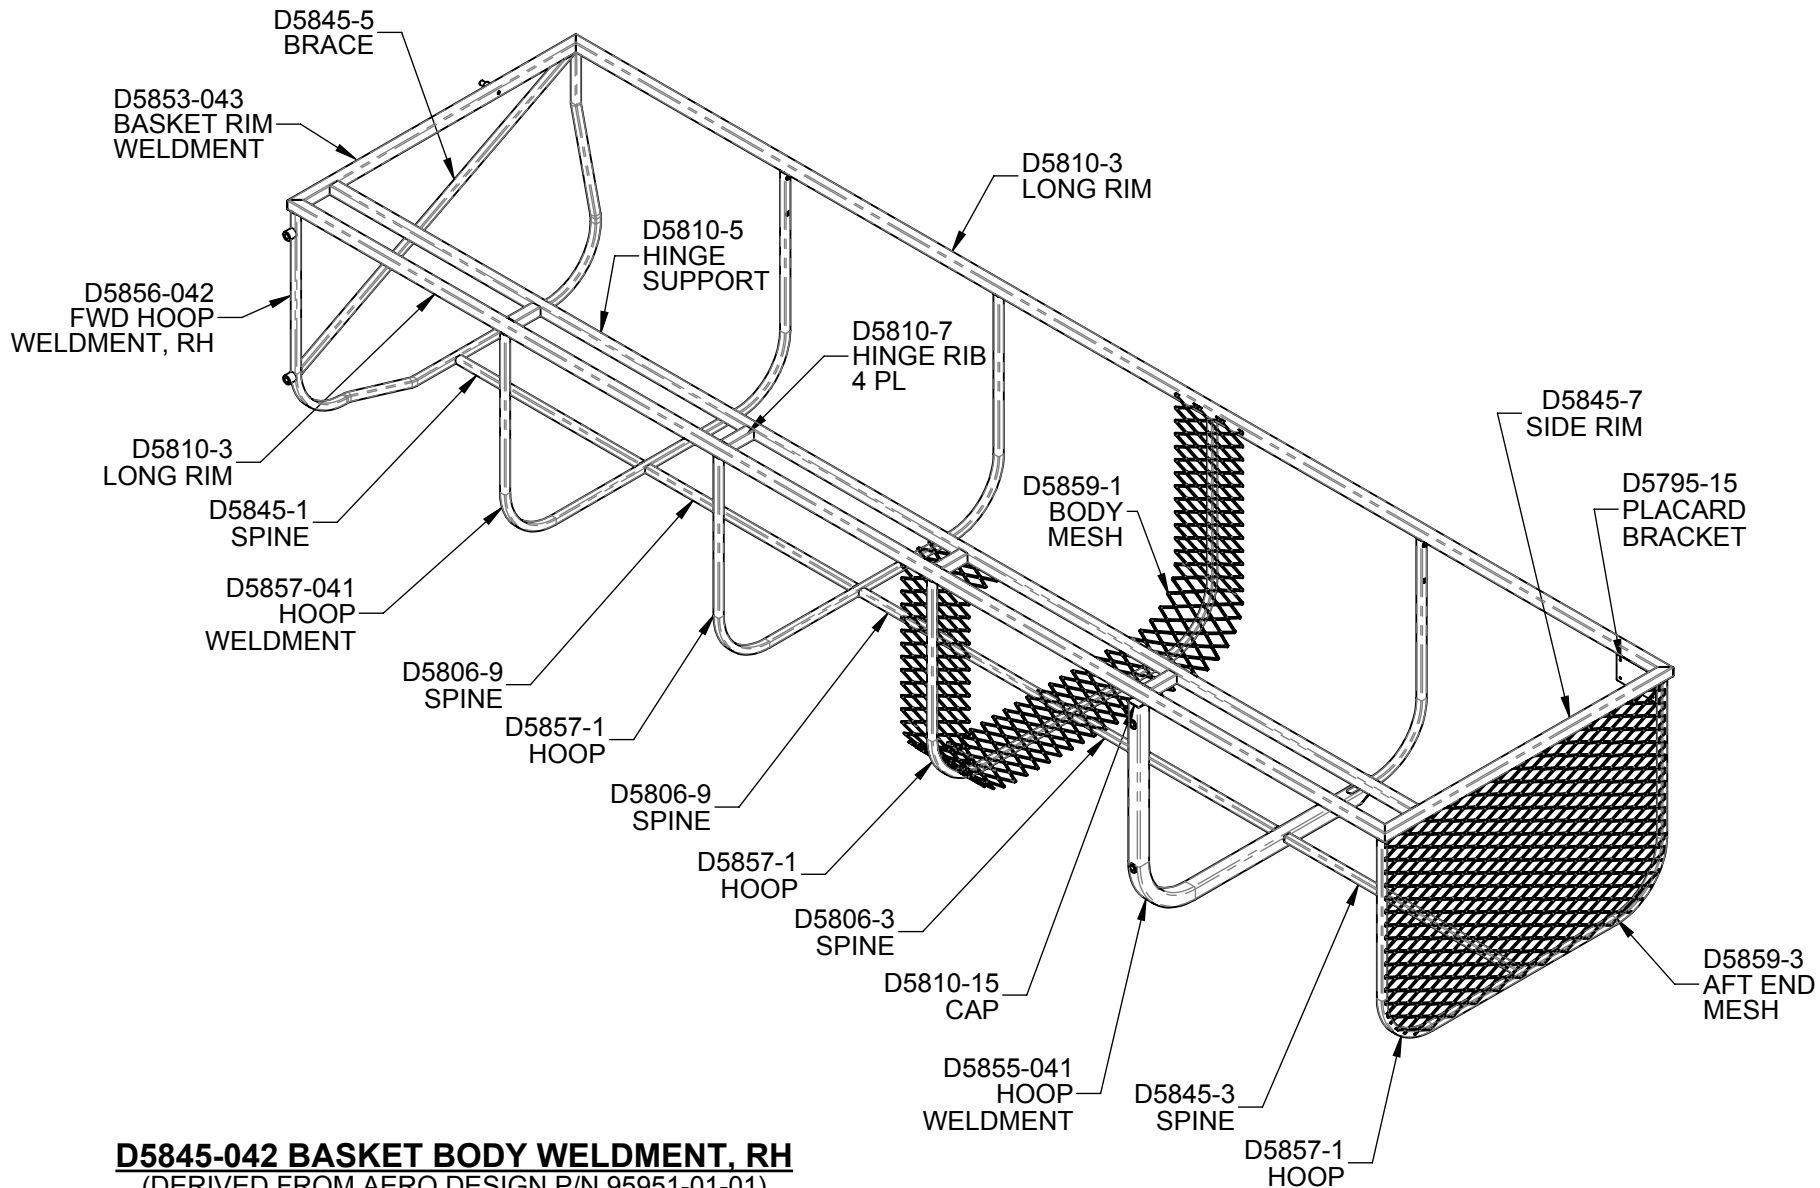 D5845-5
BRACE
D5853-043
BASKET RIM
WELDMENT
D5810-3
LONG RIM
D5810-5
HINGE
SUPPORT
D5856-042
FWD HOOP
WELDMENT, RH
D5810-7
HINGE RIB
4 PL
D5845-7
SIDE RIM
D5810-3
LONG RIM
D5859-1
BODY
MESH
D5795-15
PLACARD
BRACKET
D5845-1
SPINE
D5857-041
HOOP
WELDMENT
D5806-9
SPINE
D5857-1
HOOP
D5806-9
SPINE
D5857-1
HOOP
D5806-3
SPINE
D5810-15
CAP
D5859-3
AFT END
MESH
D5855-041
HOOP
WELDMENT
D5845-3
SPINE
D5857-1
HOOP
D5845-042 BASKET BODY WELDMENT, RH
(DERIVED FROM AERO DESIGN P/N 95951-01-01)